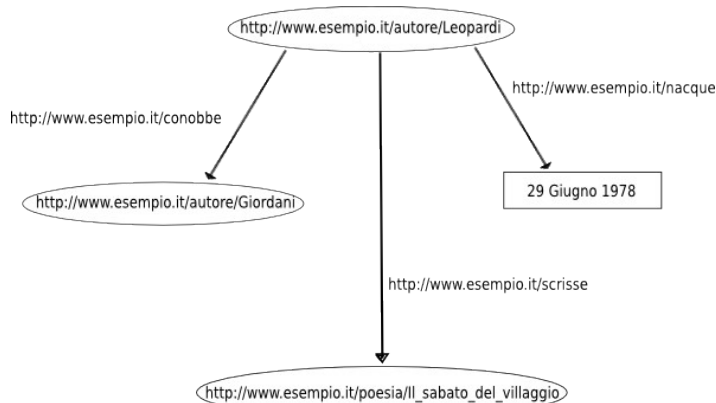 http://www.esempio.it/autore/Leopardi
http://www.esempio.it/nacque
http://www.esempio.it/conobbe
29 Giugno 1978
http://www.esempio.it/autore/Giordani
http://www.esempio.it/scrisse
http://www.esempio.it/poesia/Il_sabato_del_villaggio